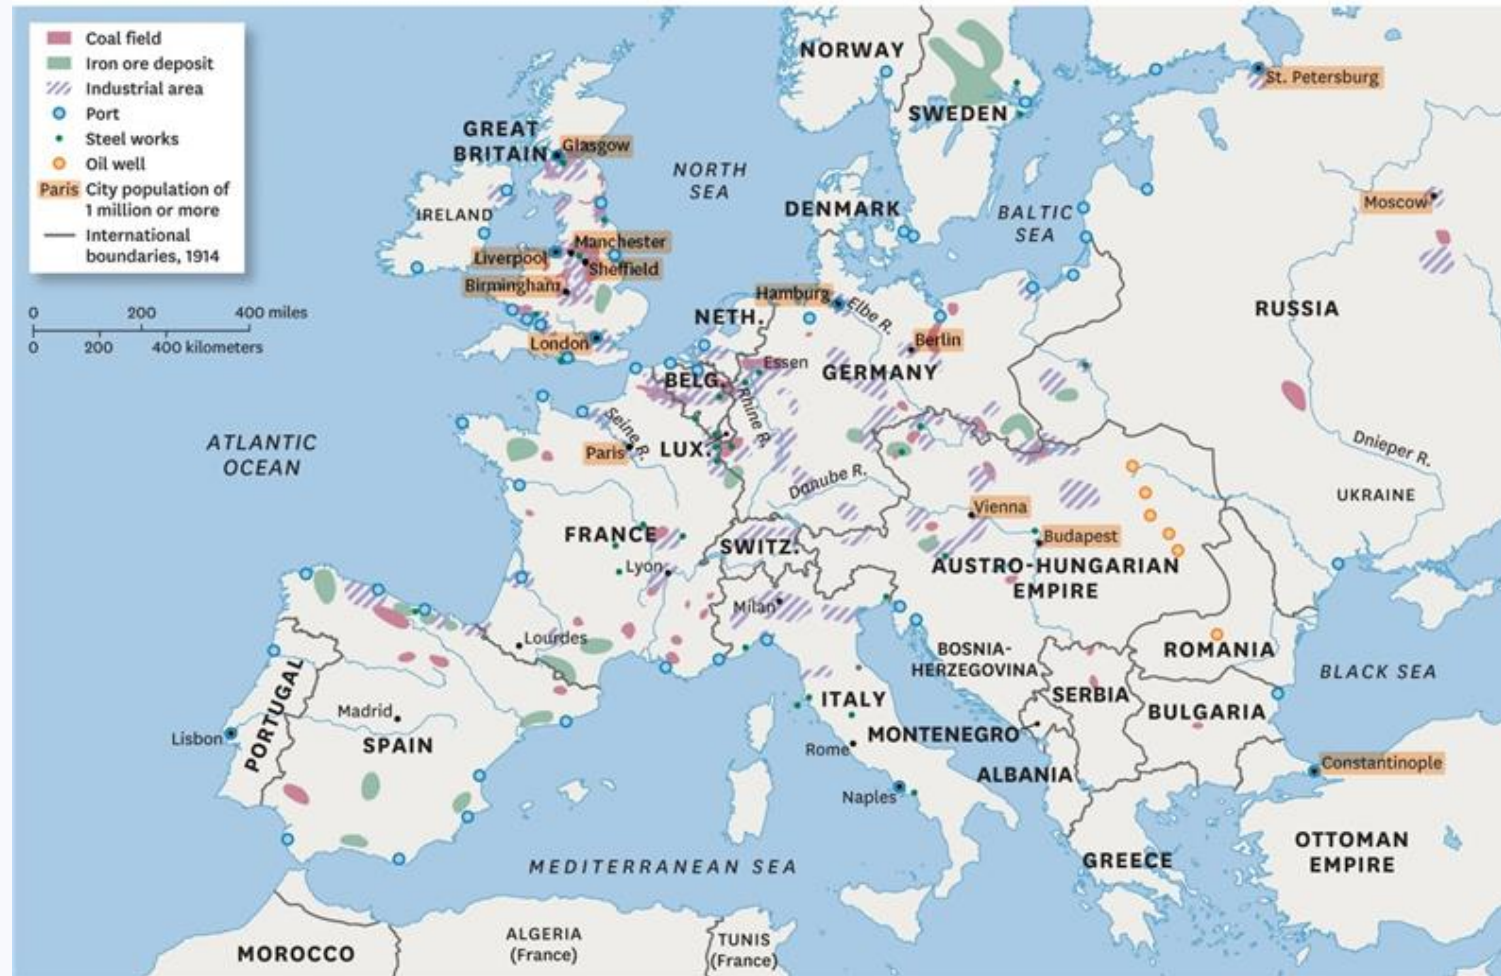 Coal field
Iron ore deposit
Industrial area
Port
Steel works
Oil well
Paris City population of
1 million or more
International
boundaries, 1914
0 200 400 miles
0 200 400 kilometers
NORWAY
SWEDEN
St. Petersburg
GREAT
BRITAIN
Glasgow
NORTH
SEA
IRELAND
DENMARK
BALTIC
SEA
Moscow
Manchester
Liverpool
Sheffield
Birmingham
Hamburg
Elbe R.
RUSSIA
NETH.
London
Berlin
Essen
GERMANY
BELG.
Rhine R.
Seine R.
ATLANTIC
OCEAN
Paris
LUX.
Danube R.
Dnieper R.
UKRAINE
Vienna
FRANCE
SWITZ.
Budapest
Lyon
AUSTRO-HUNGARIAN
EMPIRE
Milan
Lourdes
BOSNIA-
HERZEGOVINA
ROMANIA
BLACK SEA
PORTUGAL
SERBIA
ITALY
BULGARIA
Madrid
Lisbon
SPAIN
MONTENEGRO
Rome
ALBANIA
Constantinople
Naples
OTTOMAN
EMPIRE
GREECE
MEDITERRANEAN SEA
MOROCCO
ALGERIA
(France)
TUNIS
(France)